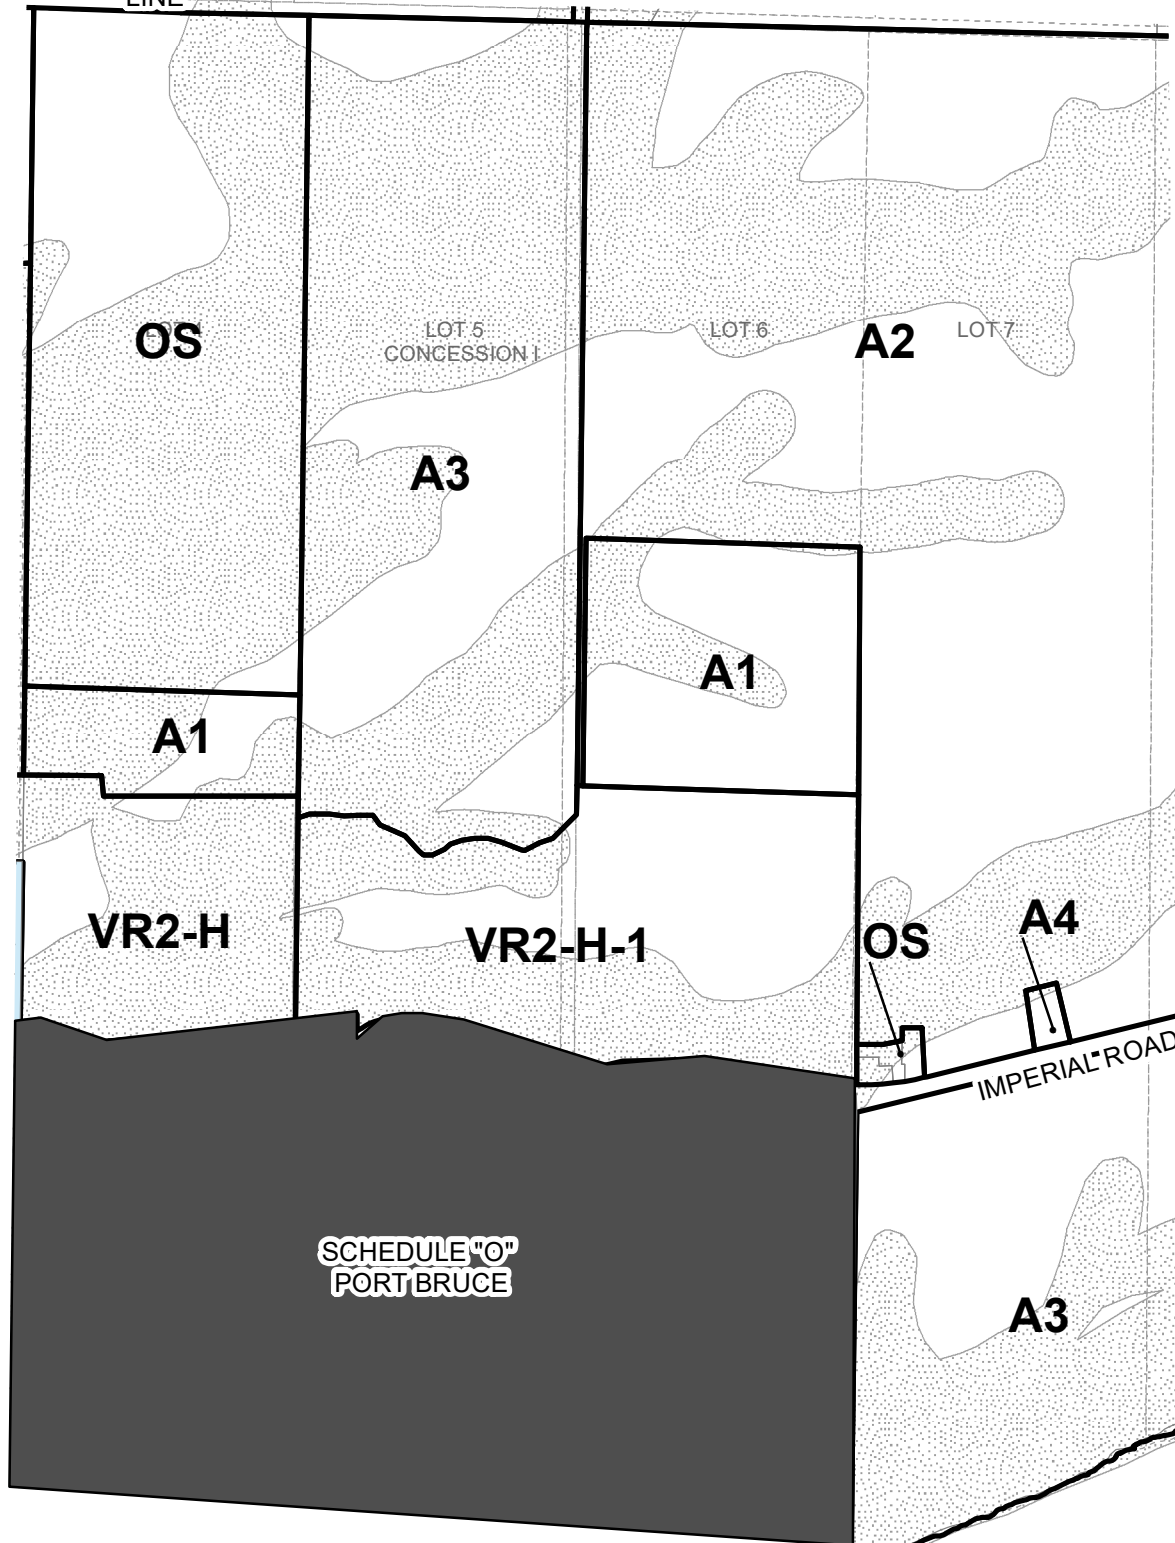 LINE
OS
LOT 5
CONCESSION I
LOT 6
A2
LOT 7
A3
A1
A1
VR2-H
VR2-H-1
OS
A4
IMPERIAL ROAD
SCHEDULE "O"
PORT BRUCE
A3